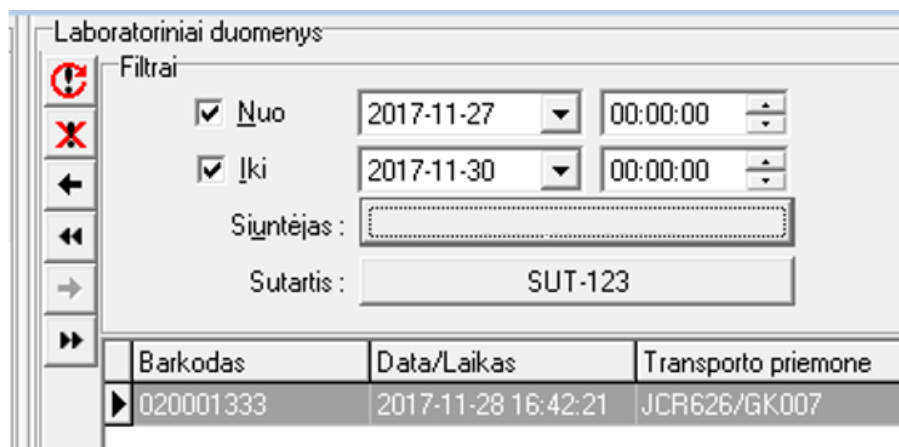 Laboratoriniai duomenys
Filtrai
Nuo 2017-11-27 00:00:00
Iki 2017-11-30 00:00:00
Siuntėjas :
Sutartis : SUT-123
Barkodas Data/Laikas Transporto priemone
020001333 2017-11-28 16:42:21 JCR626/GK007